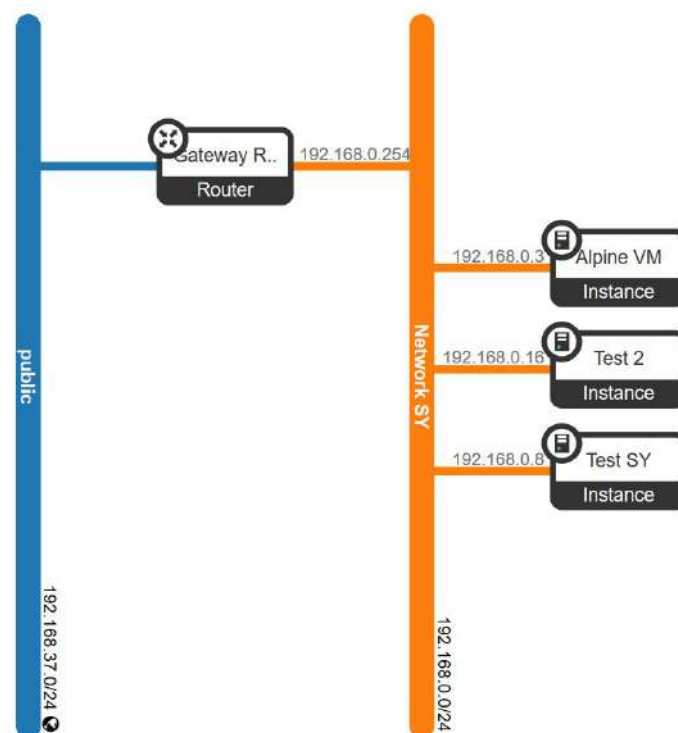 Gateway R..
192.168.0.254
Router
192.168.0.3
Alpine VM
Instance
public
Network SY
192.168.0.16
Test 2
Instance
192.168.0.8
Test SY
Instance
192.168.37.0/24
192.168.0.0/24